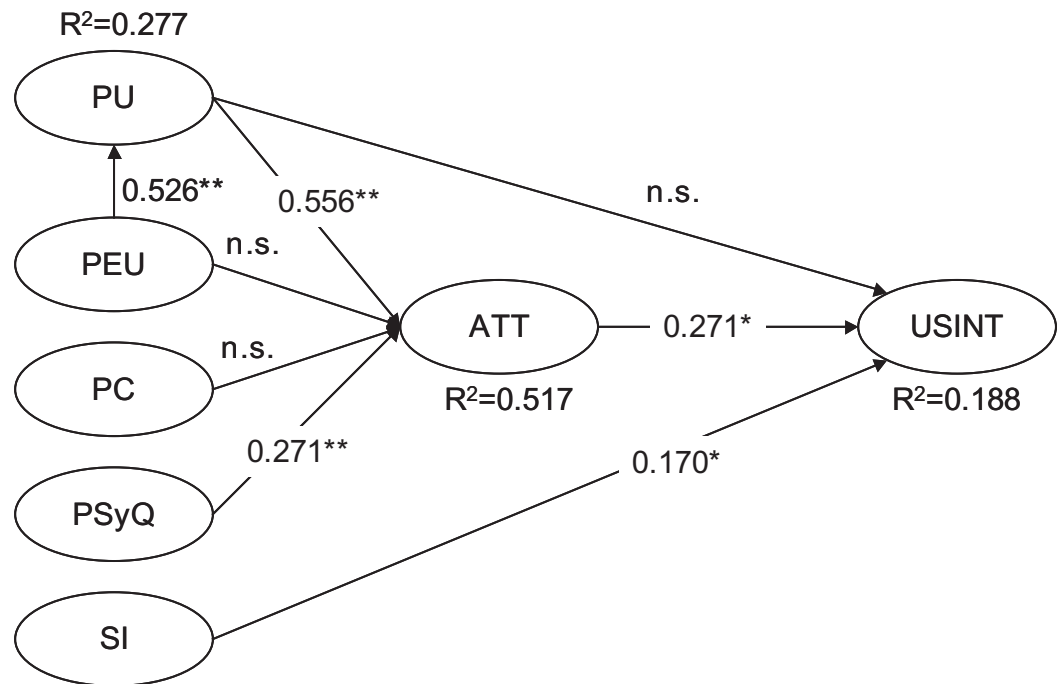 R²=0.277
PU
0.526**
0.556**
n.s.
PEU
n.s.
ATT
0.271*
USINT
n.s.
PC
R²=0.517
R²=0.188
0.271**
0.170*
PSyQ
SI